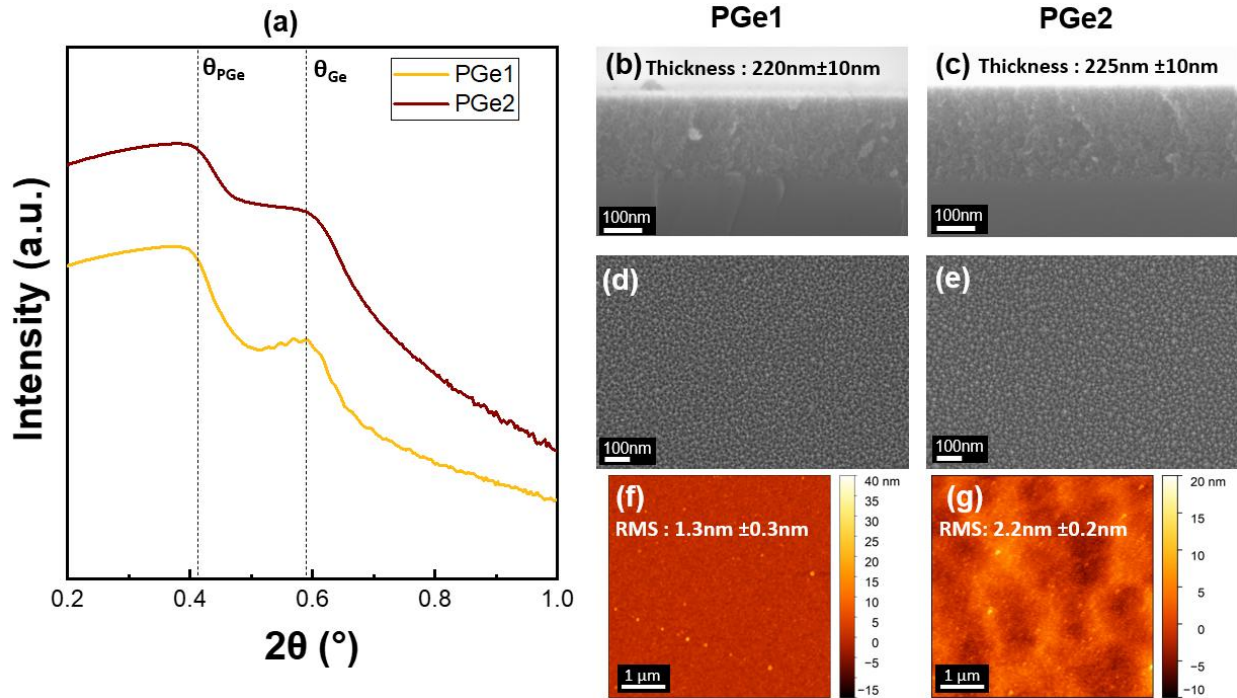 (a)
θPGe
θGe
PGe1
PGe2
Intensity (a.u.)
0.2
0.4
0.6
0.8
1.0
2θ (°)
PGe1
PGe2
(b) Thickness : 220nm±10nm
100nm
(c) Thickness : 225nm ±10nm
100nm
(d)
100nm
(e)
100nm
(f)
RMS : 1.3nm ±0.3nm
1 µm
40 nm
35
30
25
20
15
10
5
0
−5
−15
(g)
RMS: 2.2nm ±0.2nm
1 µm
20 nm
15
10
5
0
−5
−10